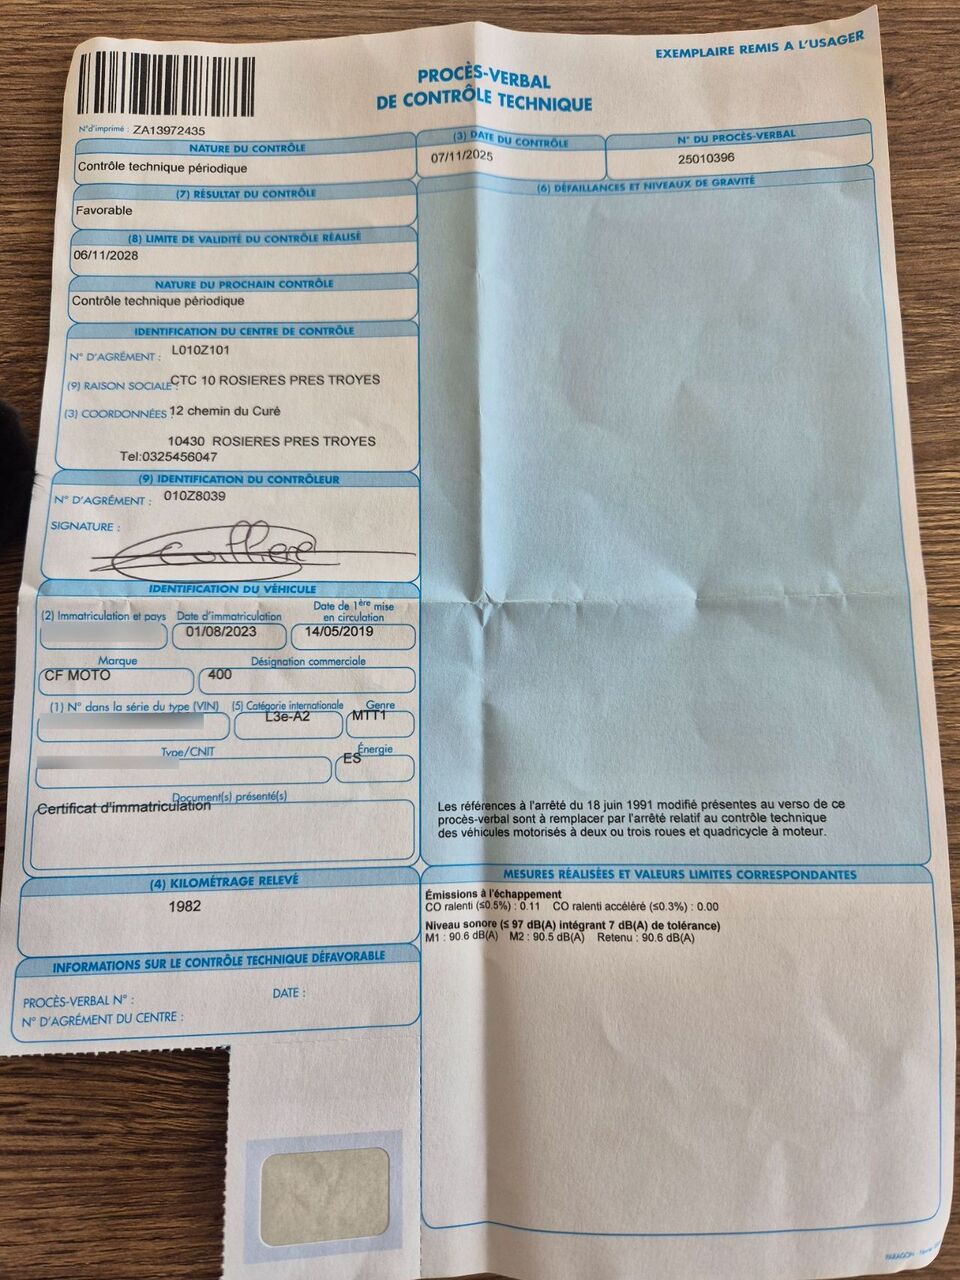 EXEMPLAIRE REMIS A L'USAGER
PROCÈS-VERBAL
DE CONTRÔLE TECHNIQUE
N°d'imprimé : ZA13972435
NATURE DU CONTRÔLE
Contrôle technique périodique
(3) DATE DU CONTRÔLE
07/11/2025
N° DU PROCÈS-VERBAL
25010396
(7) RÉSULTAT DU CONTRÔLE
Favorable
(8) LIMITE DE VALIDITÉ DU CONTRÔLE RÉALISÉ
06/11/2028
NATURE DU PROCHAIN CONTRÔLE
Contrôle technique périodique
IDENTIFICATION DU CENTRE DE CONTRÔLE
N° D'AGRÉMENT : L010Z101
(9) RAISON SOCIALE : CTC 10 ROSIERES PRES TROYES
(3) COORDONNÉES : 12 chemin du Curé
10430 ROSIERES PRES TROYES
Tel:0325456047
(9) IDENTIFICATION DU CONTRÔLEUR
N° D'AGRÉMENT : 010Z8039
SIGNATURE :
IDENTIFICATION DU VÉHICULE
(2) Immatriculation et pays
Date d'immatriculation
01/08/2023
Date de 1ère mise
en circulation
14/05/2019
Marque
CF MOTO
Désignation commerciale
400
(1) N° dans la série du type (VIN)
(5) Catégorie internationale
L3e-A2
Genre
MTT1
Type/CNIT
Énergie
ES
Document(s) présenté(s)
Certificat d'immatriculation
(4) KILOMÉTRAGE RELEVÉ
1982
INFORMATIONS SUR LE CONTRÔLE TECHNIQUE DÉFAVORABLE
PROCÈS-VERBAL N° :
DATE :
N° D'AGRÉMENT DU CENTRE :
(6) DÉFAILLANCES ET NIVEAUX DE GRAVITÉ
Les références à l'arrêté du 18 juin 1991 modifié présentes au verso de ce
procès-verbal sont à remplacer par l'arrêté relatif au contrôle technique
des véhicules motorisés à deux ou trois roues et quadricycle à moteur.
MESURES RÉALISÉES ET VALEURS LIMITES CORRESPONDANTES
Émissions à l'échappement
CO ralenti (≤0.5%) : 0.11 CO ralenti accéléré (≤0.3%) : 0.00
Niveau sonore (≤ 97 dB(A) intégrant 7 dB(A) de tolérance)
M1 : 90.6 dB(A) M2 : 90.5 dB(A) Retenu : 90.6 dB(A)
PARAGON